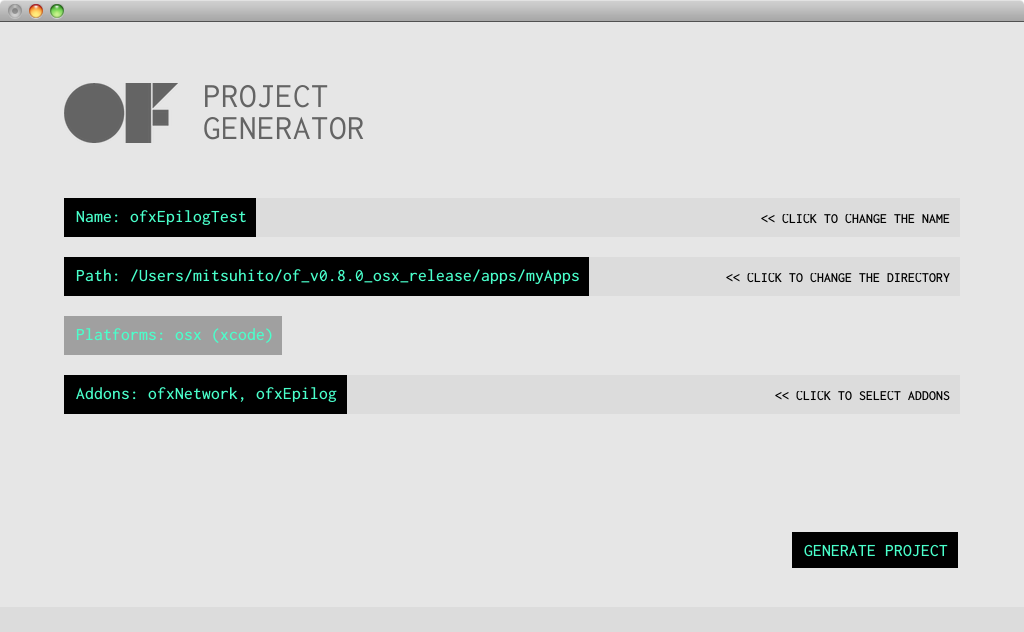 OF PROJECT
GENERATOR
Name: ofxEpilogTest << CLICK TO CHANGE THE NAME
Path: /Users/mitsuhito/of_v0.8.0_osx_release/apps/myApps << CLICK TO CHANGE THE DIRECTORY
Platforms: osx (xcode)
Addons: ofxNetwork, ofxEpilog << CLICK TO SELECT ADDONS
GENERATE PROJECT